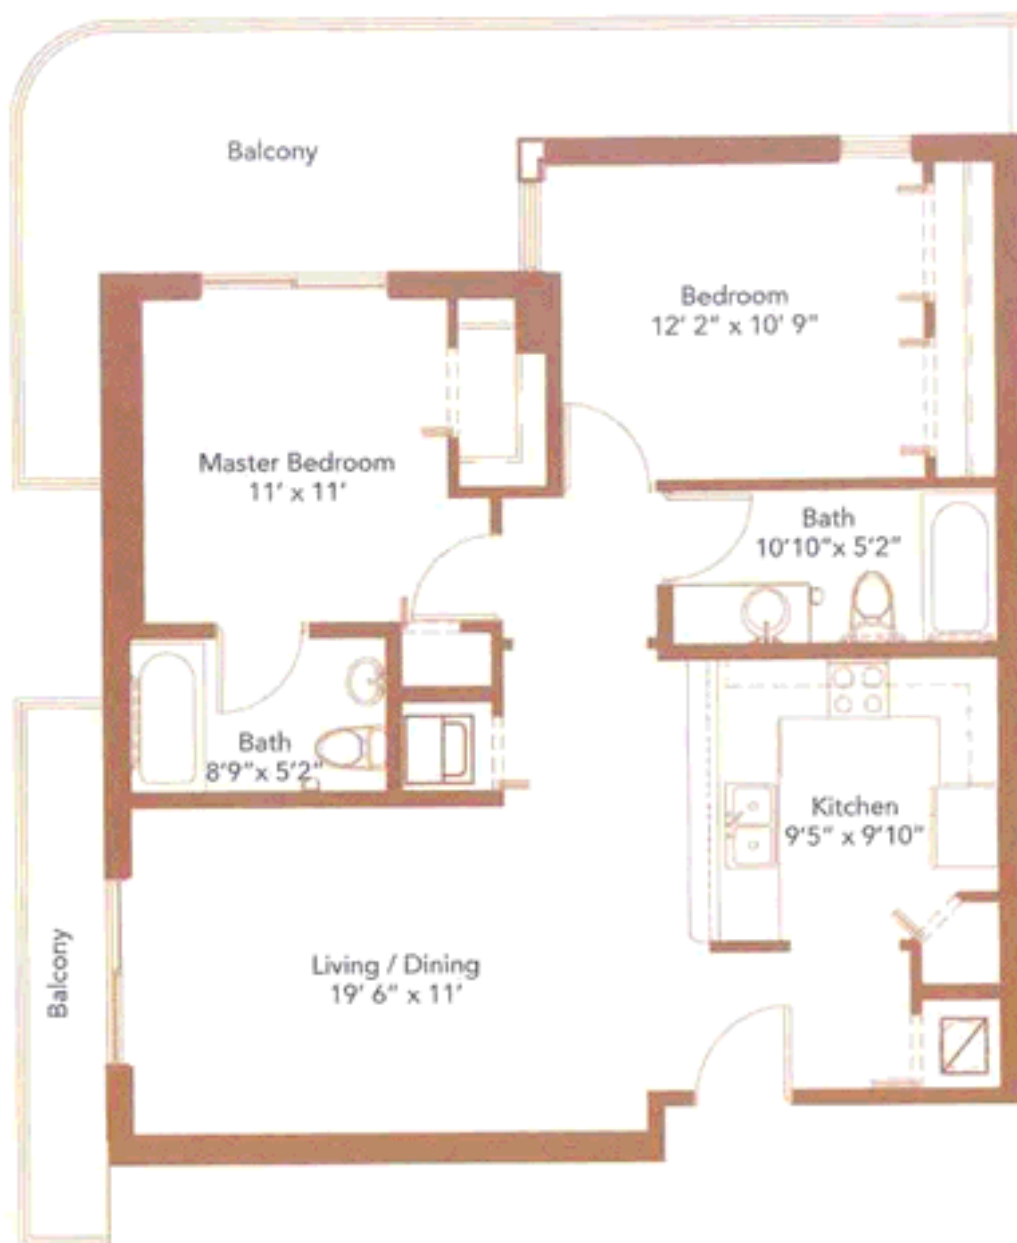 Balcony
Bedroom
12' 2" x 10' 9"
Master Bedroom
11' x 11'
Bath
10'10"x 5'2"
Bath
8'9"x 5'2"
Kitchen
9'5" x 9'10"
Living / Dining
19' 6" x 11'
Balcony